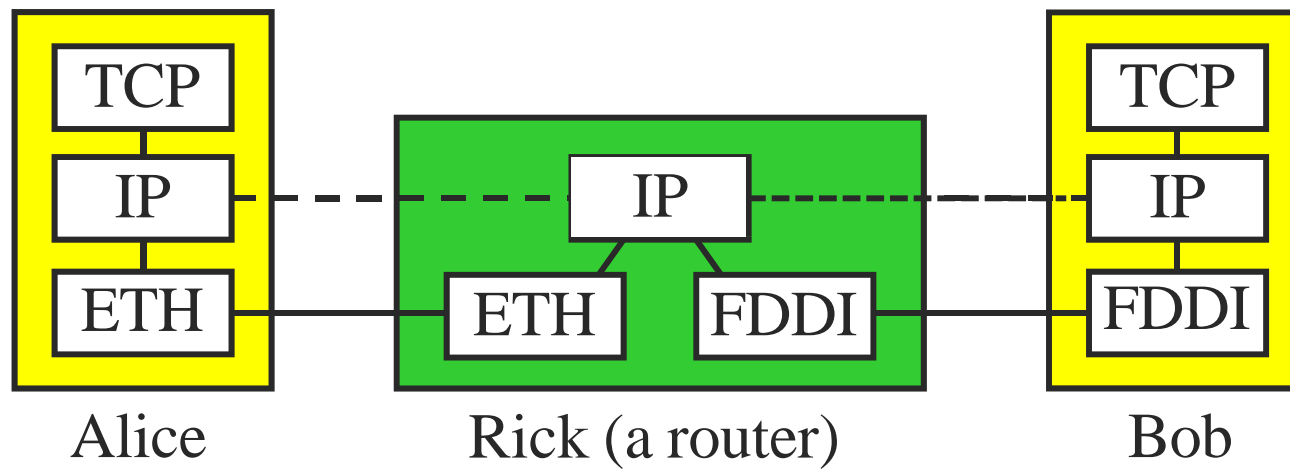 TCP
IP
ETH
Alice
IP
ETH
FDDI
Rick (a router)
TCP
IP
FDDI
Bob